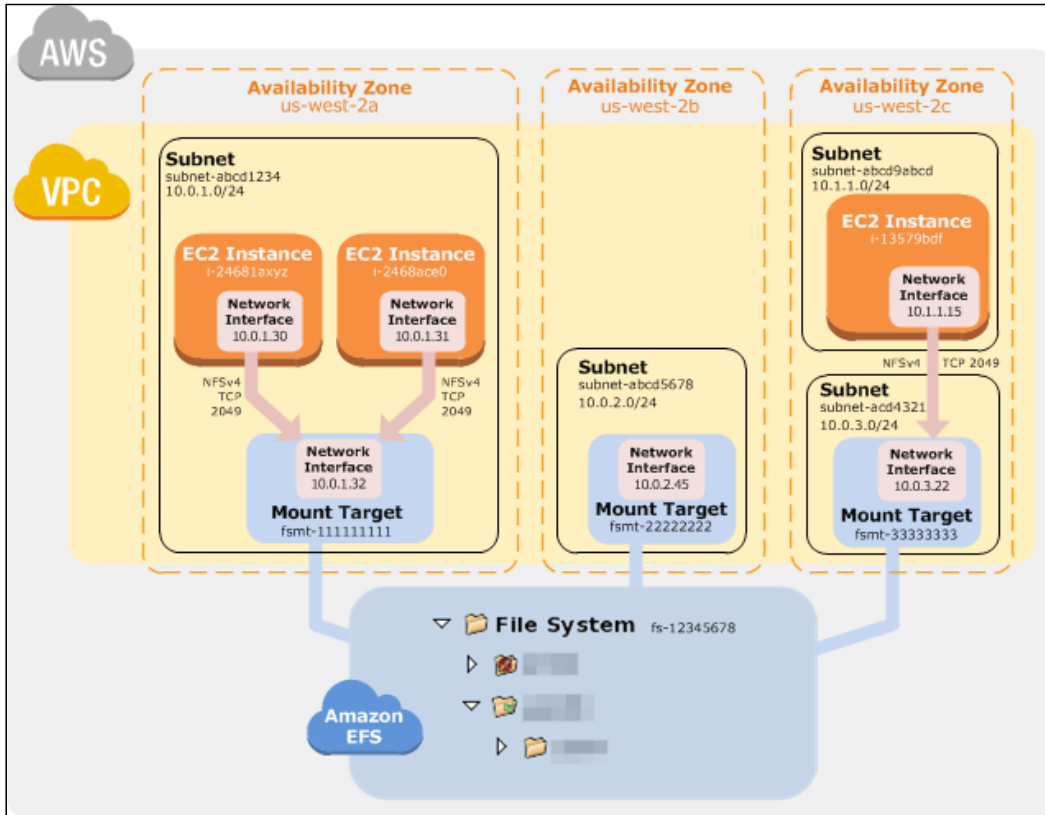 AWS
Availability Zone
us-west-2a
Availability Zone
us-west-2b
Availability Zone
us-west-2c
VPC
Subnet
subnet-abcd1234
10.0.1.0/24
EC2 Instance
i-24681axyz
Network
Interface
10.0.1.30
EC2 Instance
i-2468ace0
Network
Interface
10.0.1.31
NFSv4
TCP
2049
NFSv4
TCP
2049
Network
Interface
10.0.1.32
Mount Target
fsmt-111111111
Subnet
subnet-abcd5678
10.0.2.0/24
Network
Interface
10.0.2.45
Mount Target
fsmt-22222222
Subnet
subnet-abcd9abcd
10.1.1.0/24
EC2 Instance
i-13579bdf
Network
Interface
10.1.1.15
NFSv4 TCP 2049
Subnet
subnet-acd4321
10.0.3.0/24
Network
Interface
10.0.3.22
Mount Target
fsmt-33333333
File System fs-12345678
Amazon
EFS